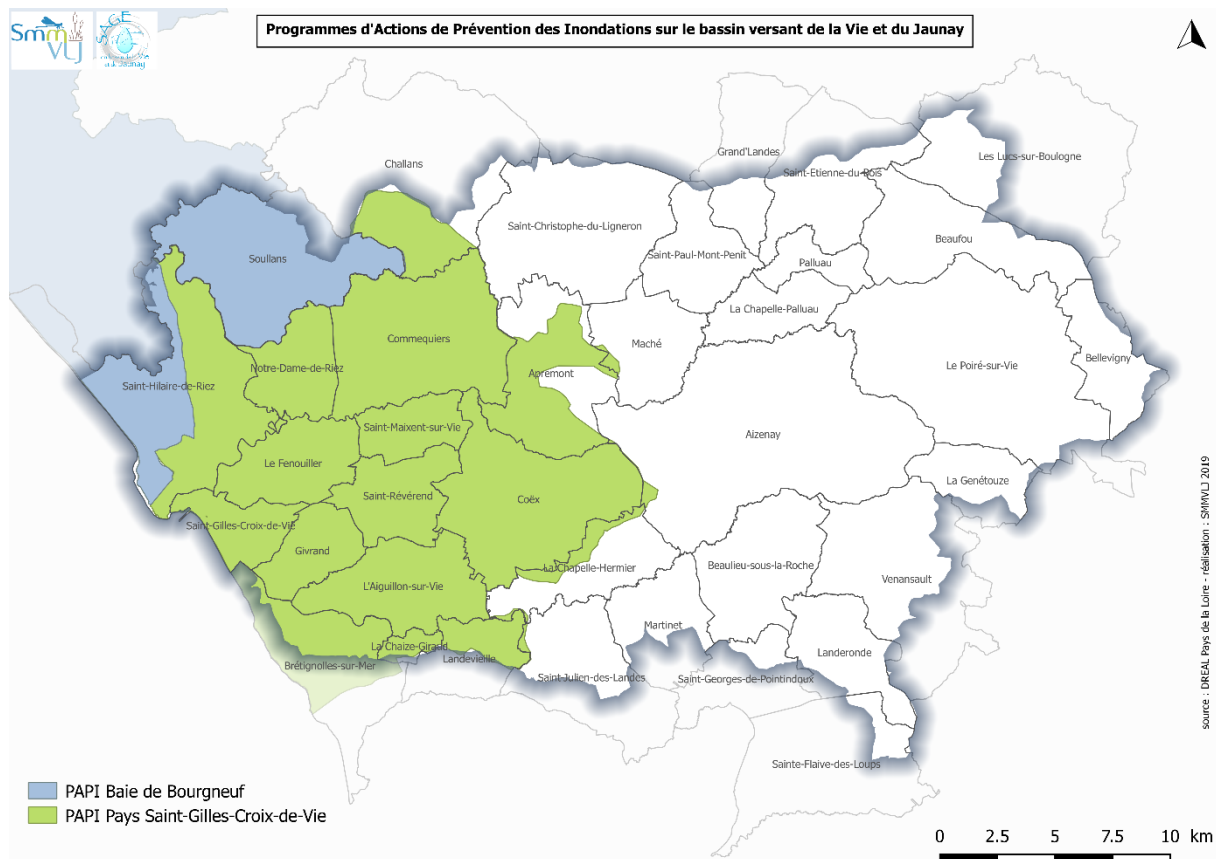 Smm
VLJ
SAGE
Programmes d'Actions de Prévention des Inondations sur le bassin versant de la Vie et du Jaunay
Challans
Grand'Landes
Les Lucs-sur-Boulogne
Saint-Etienne-du-Bois
Saint-Christophe-du-Ligneron
Beaufou
Soullans
Saint-Paul-Mont-Penit
Palluau
La Chapelle-Palluau
Commequiers
Maché
Bellevigny
Le Poiré-sur-Vie
Notre-Dame-de-Riez
Apremont
Saint-Hilaire-de-Riez
Saint-Maixent-sur-Vie
Aizenay
Le Fenouiller
La Genétouze
Saint-Révérend
Coëx
Saint-Gilles-Croix-de-Vie
Givrand
La Chapelle-Hermier
Beaulieu-sous-la-Roche
Venansault
L'Aiguillon-sur-Vie
Martinet
La Chaize-Giraud
Landeronde
Landevieille
Brétignolles-sur-Mer
Saint-Julien-des-Landes
Saint-Georges-de-Pointindoux
Sainte-Flaive-des-Loups
source : DREAL Pays de la Loire - réalisation : SMMVLJ 2019
PAPI Baie de Bourgneuf
PAPI Pays Saint-Gilles-Croix-de-Vie
0 2.5 5 7.5 10 km